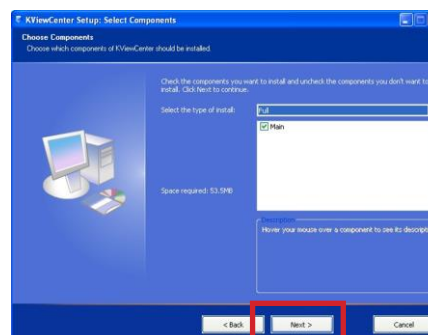 KViewCenter Setup: Select Components
Choose Components
Choose which components of KViewCenter should be installed.
Check the components you want to install and uncheck the components you don't want to
install. Click Next to continue.
Select the type of install:
Full
Main
Space required: 53.5MB
Description
Hover your mouse over a component to see its descript
< Back
Next >
Cancel